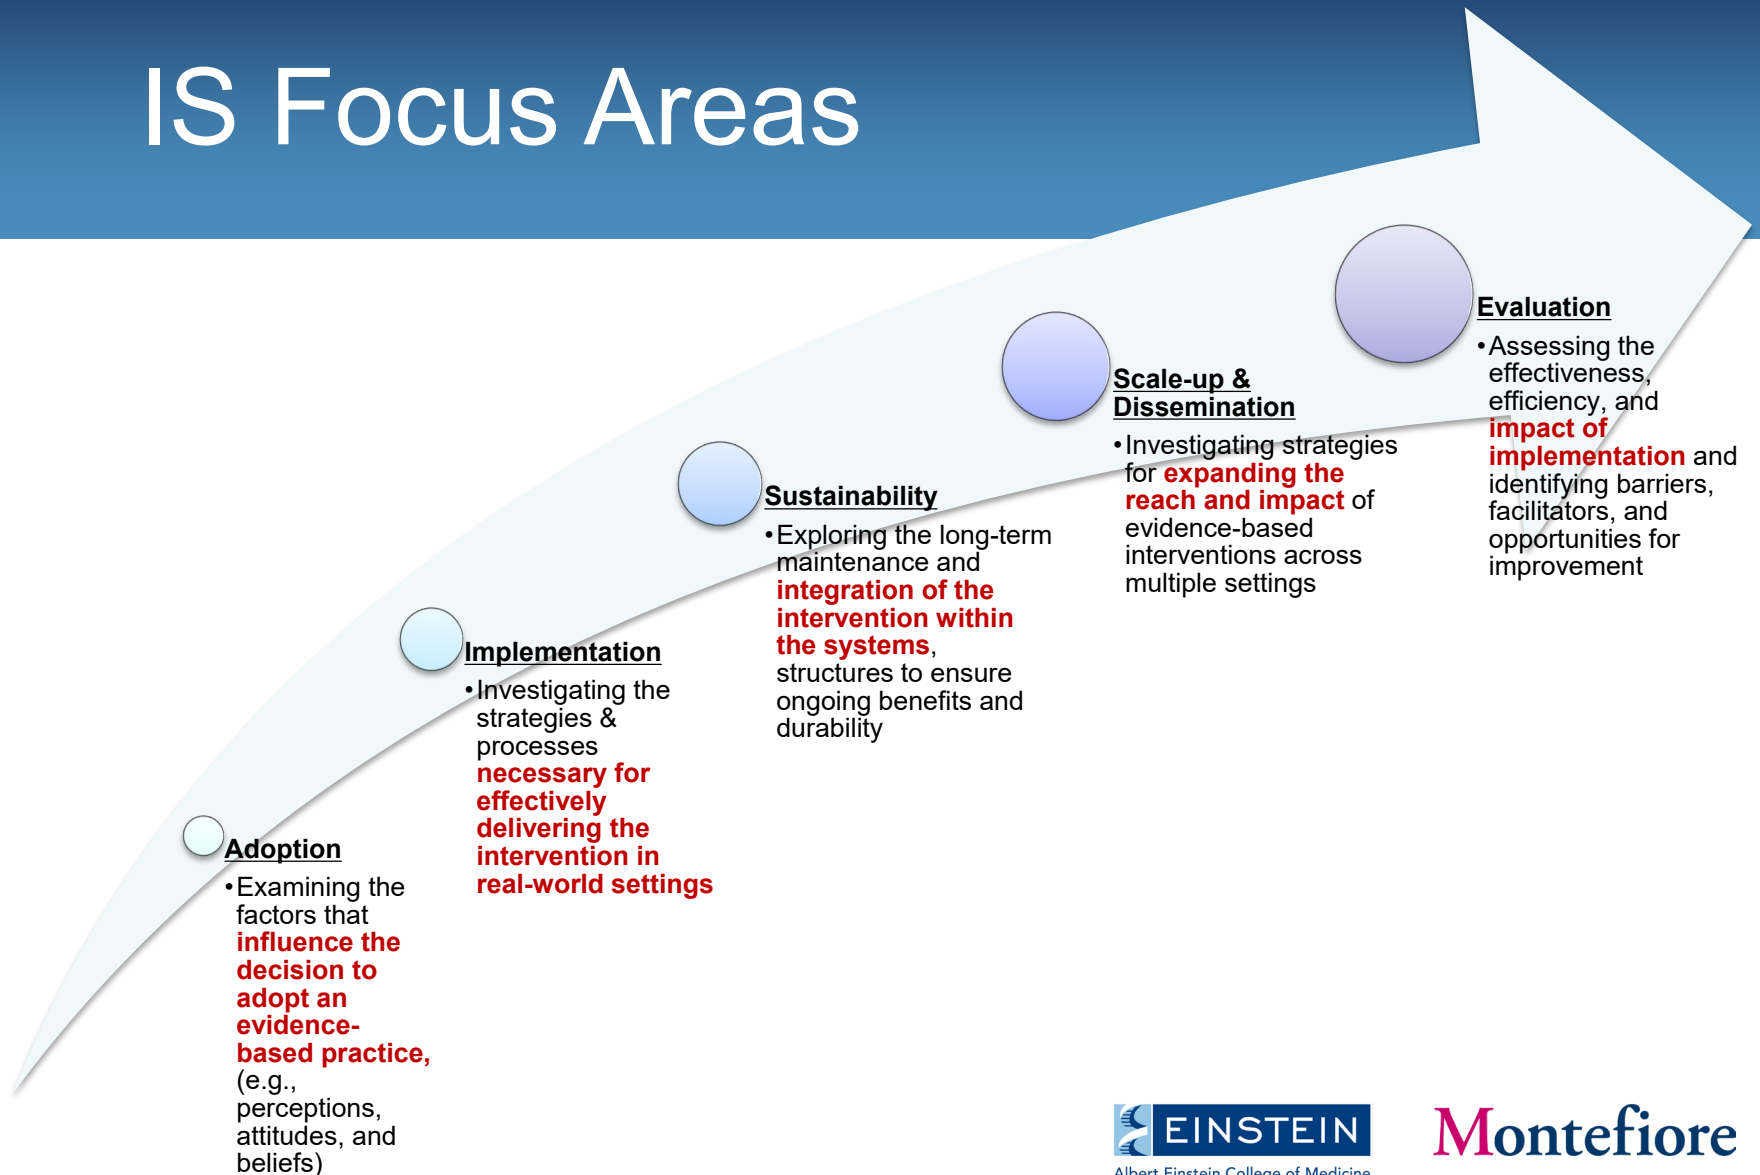 IS Focus Areas
Adoption
•Examining the
factors that
influence the
decision to
adopt an
evidence-
based practice,
(e.g.,
perceptions,
attitudes, and
beliefs)
Implementation
•Investigating the
strategies &
processes
necessary for
effectively
delivering the
intervention in
real-world settings
Sustainability
•Exploring the long-term
maintenance and
integration of the
intervention within
the systems,
structures to ensure
ongoing benefits and
durability
Scale-up &
Dissemination
•Investigating strategies
for expanding the
reach and impact of
evidence-based
interventions across
multiple settings
Evaluation
•Assessing the
effectiveness,
efficiency, and
impact of
implementation and
identifying barriers,
facilitators, and
opportunities for
improvement
EINSTEIN
Albert Einstein College of Medicine
Montefiore